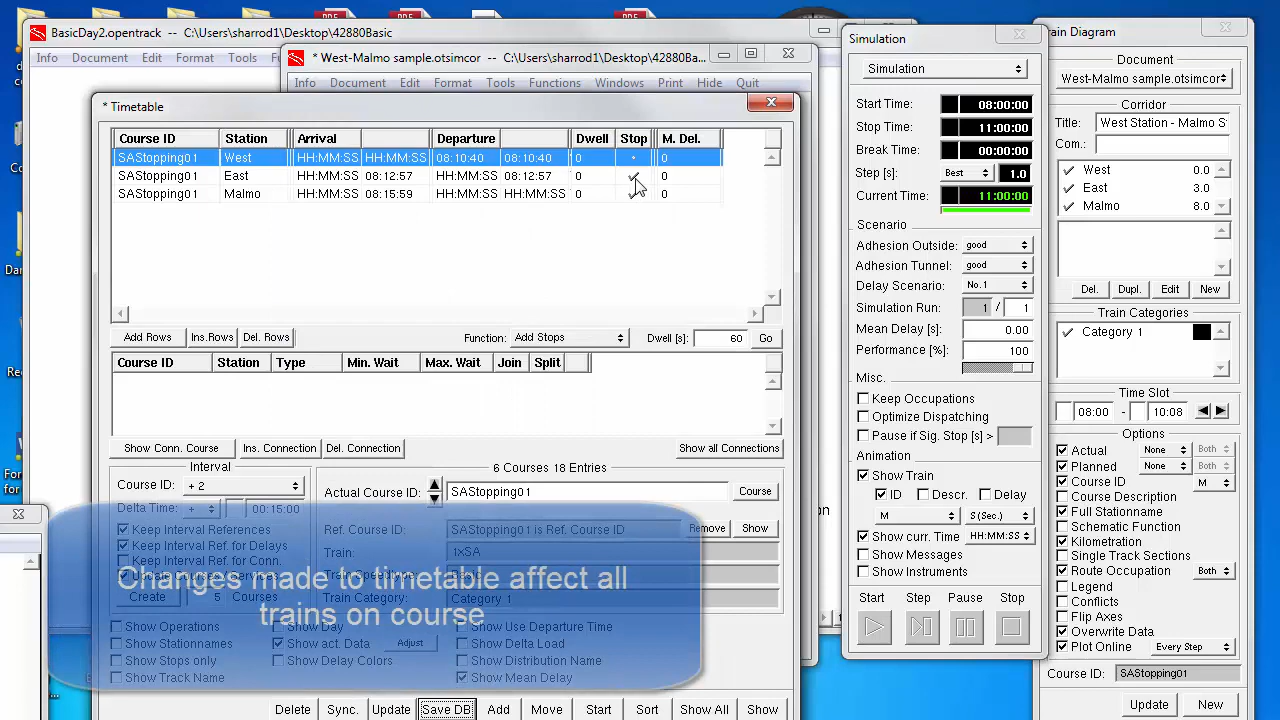 BasicDay2.opentrack -- C:\Users\sharrod1\Desktop\42880Basic
Info Document Edit Format Tools
* West-Malmo sample.otsimcor -- C:\Users\sharrod1\Desktop\42880Ba...
Info Document Edit Format Tools Functions Windows Print Hide Quit
* Timetable
Course ID Station Arrival Departure Dwell Stop M. Del.
SAStopping01 West HH:MM:SS HH:MM:SS 08:10:40 08:10:40 0 0
SAStopping01 East HH:MM:SS 08:12:57 HH:MM:SS 08:12:57 0 0
SAStopping01 Malmo HH:MM:SS 08:15:59 HH:MM:SS HH:MM:SS 0 0
Add Rows Ins.Rows Del. Rows Function: Add Stops Dwell [s]: 60 Go
Course ID Station Type Min. Wait Max. Wait Join Split
Show Conn. Course Ins. Connection Del. Connection Show all Connections
Interval
Course ID: + 2
Delta Time: + 00:15:00
Keep Interval References
Keep Interval Ref. for Delays
Keep Interval Ref. for Conn.
Create 5 Courses
6 Courses 18 Entries
Actual Course ID: SAStopping01 Course
Ref. Course ID: SAStopping01 is Ref. Course ID Remove Show
Train: 1xSA
Train Category: Category 1
Changes made to timetable affect all
trains on course
Show Operations Show Day Show Use Departure Time
Show Stationnames Show act. Data Adjust Show Delta Load
Show Stops only Show Delay Colors Show Distribution Name
Show Track Name Show Mean Delay
Delete Sync. Update Save DB Add Move Start Sort Show All Show
Simulation
Simulation
Start Time: 08:00:00
Stop Time: 11:00:00
Break Time: 00:00:00
Step [s]: Best 1.0
Current Time: 11:00:00
Scenario
Adhesion Outside: good
Adhesion Tunnel: good
Delay Scenario: No.1
Simulation Run: 1 / 1
Mean Delay [s]: 0.00
Performance [%]: 100
Misc.
Keep Occupations
Optimize Dispatching
Pause if Sig. Stop [s] >
Animation
Show Train
ID Descr. Delay
M S (Sec.)
Show curr. Time HH:MM:SS
Show Messages
Show Instruments
Start Step Pause Stop
ain Diagram
Document
West-Malmo sample.otsimcor
Corridor
Title: West Station - Malmo S
Com.:
West 0.0
East 3.0
Malmo 8.0
Del. Dupl. Edit New
Train Categories
Category 1
Time Slot
08:00 - 10:08
Options
Actual None Both
Planned None Both
Course ID M
Course Description
Full Stationname
Schematic Function
Kilometration
Single Track Sections
Route Occupation Both
Legend
Conflicts
Flip Axes
Overwrite Data
Plot Online Every Step
Course ID: SAStopping01
Update New